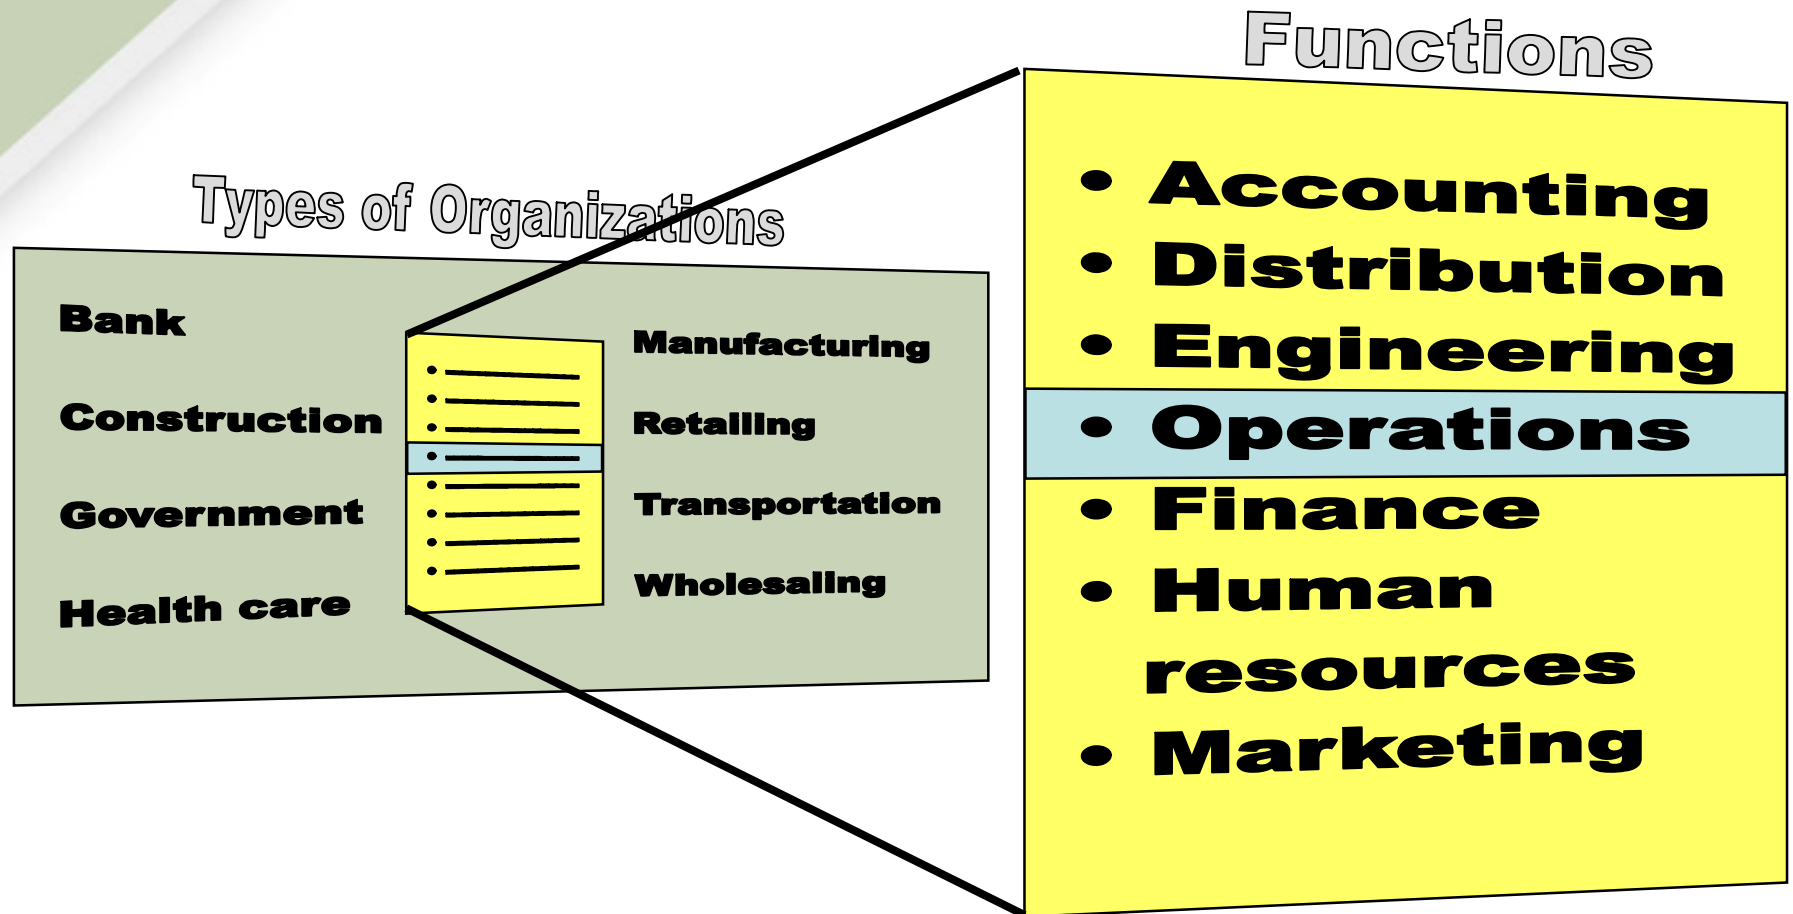 Functions
Types of Organizations
Bank
Construction
Government
Health care
Manufacturing
Retailing
Transportation
Wholesaling
• Accounting
• Distribution
• Engineering
• Operations
• Finance
• Human
resources
• Marketing